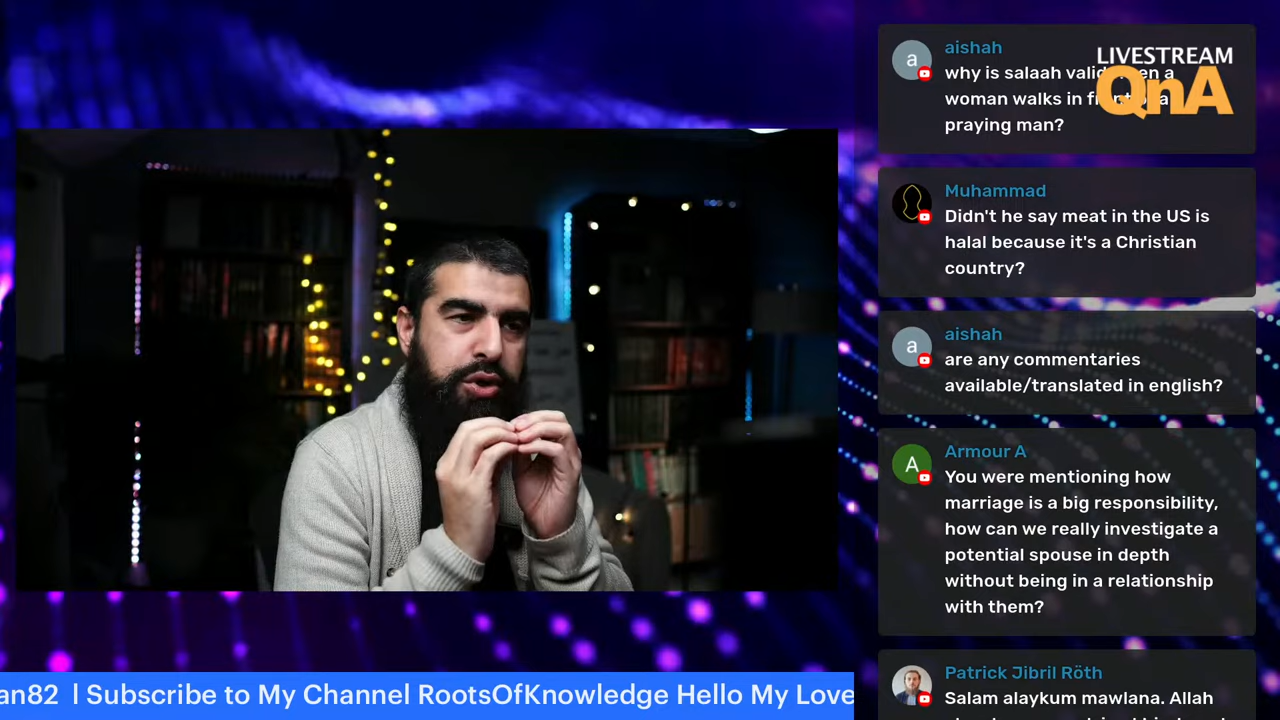 LIVESTREAM
QnA
aishah
why is salaah valid a
woman walks in a
praying man?
Muhammad
Didn't he say meat in the US is
halal because it's a Christian
country?
aishah
are any commentaries
available/translated in english?
Armour A
You were mentioning how
marriage is a big responsibility,
how can we really investigate a
potential spouse in depth
without being in a relationship
with them?
Patrick Jibril Röth
Salam alaykum mawlana. Allah
an82 | Subscribe to My Channel RootsOfKnowledge Hello My Love